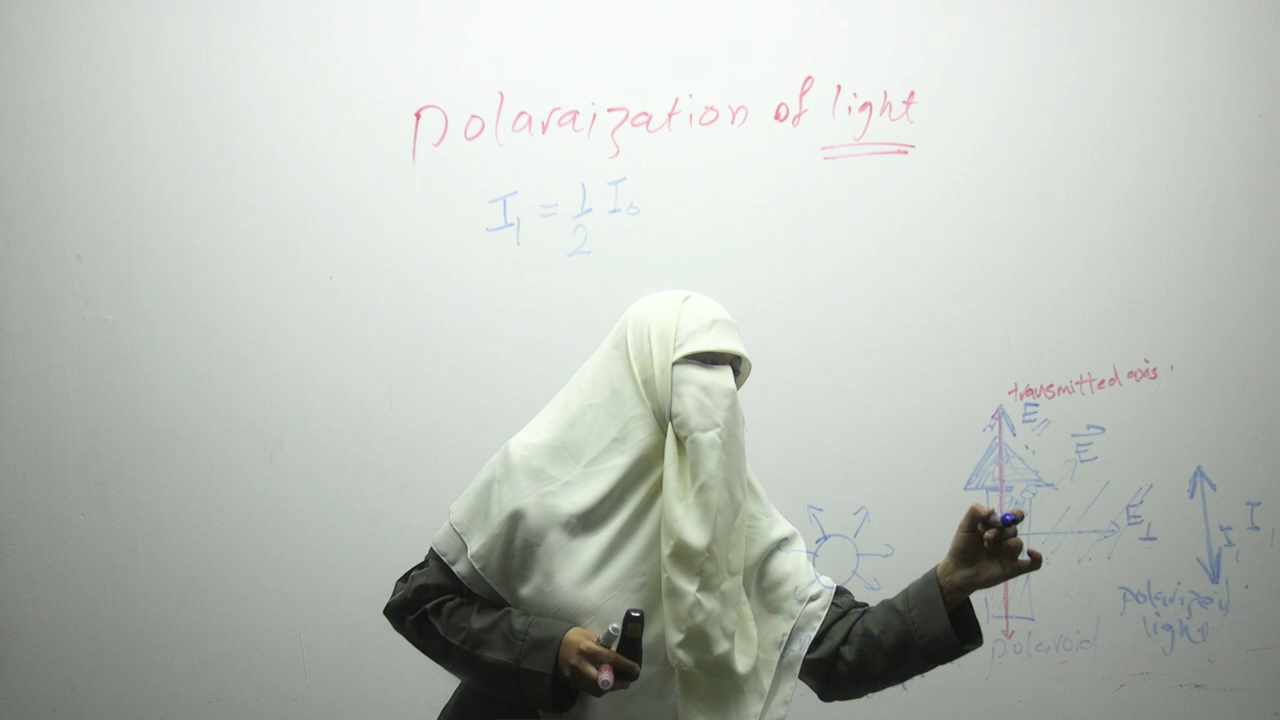 Polaraization of light
I₁ = 1/2 I₀
transmitted axis.
E∥
E⃗
E⊥
I
I₁
polarized
light
polaroid